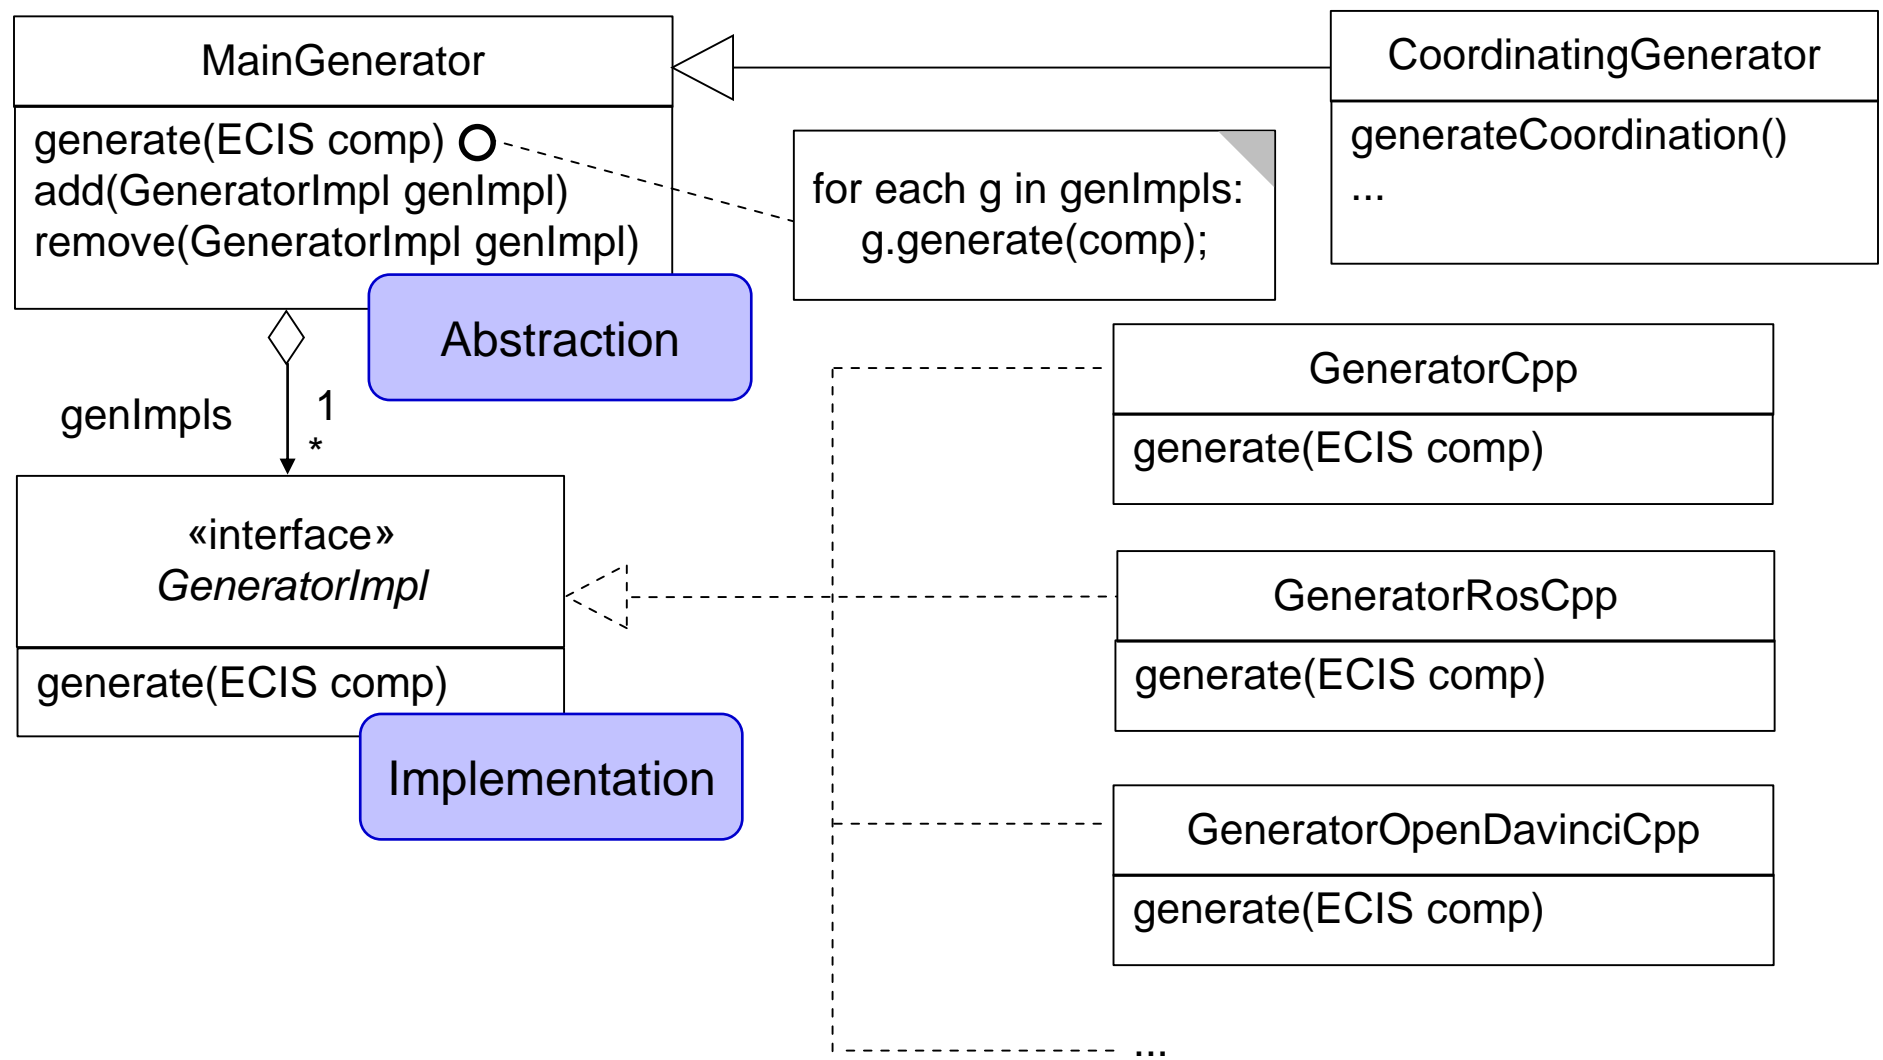 MainGenerator
generate(ECIS comp)
add(GeneratorImpl genImpl)
remove(GeneratorImpl genImpl)
Abstraction
for each g in genImpls:
g.generate(comp);
CoordinatingGenerator
generateCoordination()
...
genImpls
1
*
«interface»
GeneratorImpl
generate(ECIS comp)
Implementation
GeneratorCpp
generate(ECIS comp)
GeneratorRosCpp
generate(ECIS comp)
GeneratorOpenDavinciCpp
generate(ECIS comp)
...